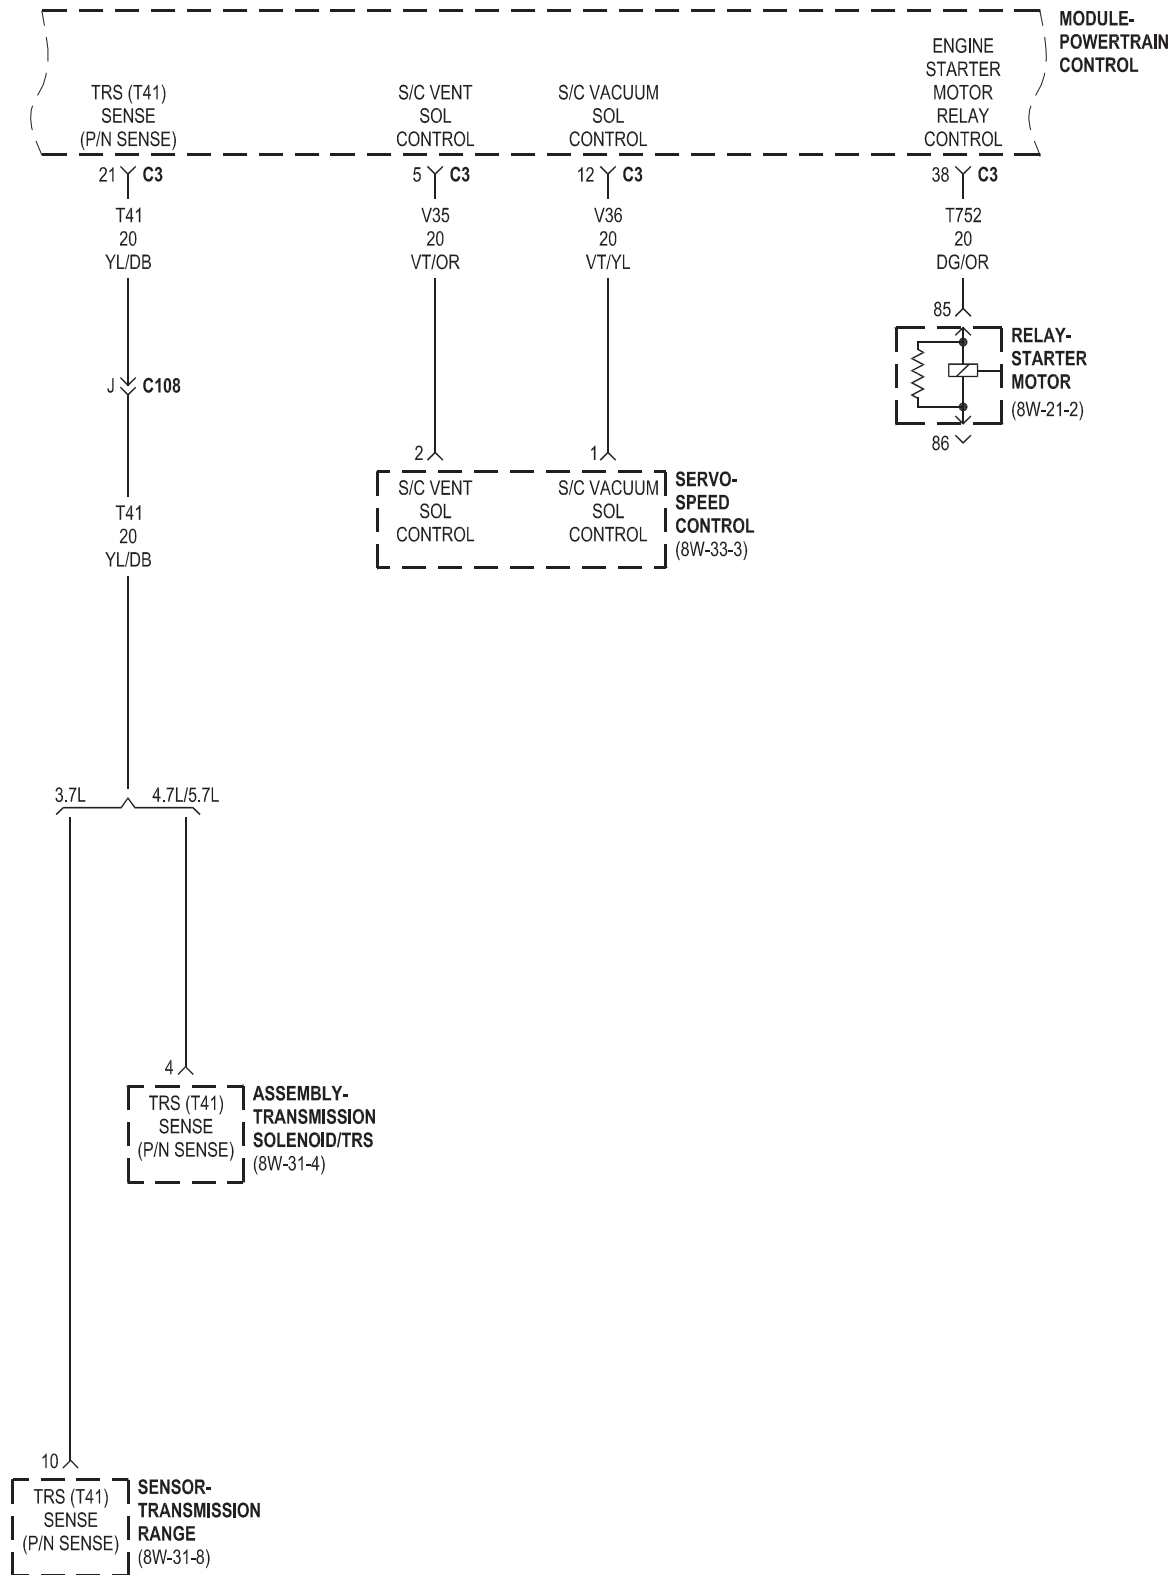 MODULE-
POWERTRAIN
CONTROL
TRS (T41)
SENSE
(P/N SENSE)
S/C VENT
SOL
CONTROL
S/C VACUUM
SOL
CONTROL
ENGINE
STARTER
MOTOR
RELAY
CONTROL
21 C3
5 C3
12 C3
38 C3
T41
20
YL/DB
V35
20
VT/OR
V36
20
VT/YL
T752
20
DG/OR
85
RELAY-
STARTER
MOTOR
(8W-21-2)
86
J C108
2
1
S/C VENT
SOL
CONTROL
S/C VACUUM
SOL
CONTROL
SERVO-
SPEED
CONTROL
(8W-33-3)
T41
20
YL/DB
3.7L 4.7L/5.7L
4
TRS (T41)
SENSE
(P/N SENSE)
ASSEMBLY-
TRANSMISSION
SOLENOID/TRS
(8W-31-4)
10
TRS (T41)
SENSE
(P/N SENSE)
SENSOR-
TRANSMISSION
RANGE
(8W-31-8)